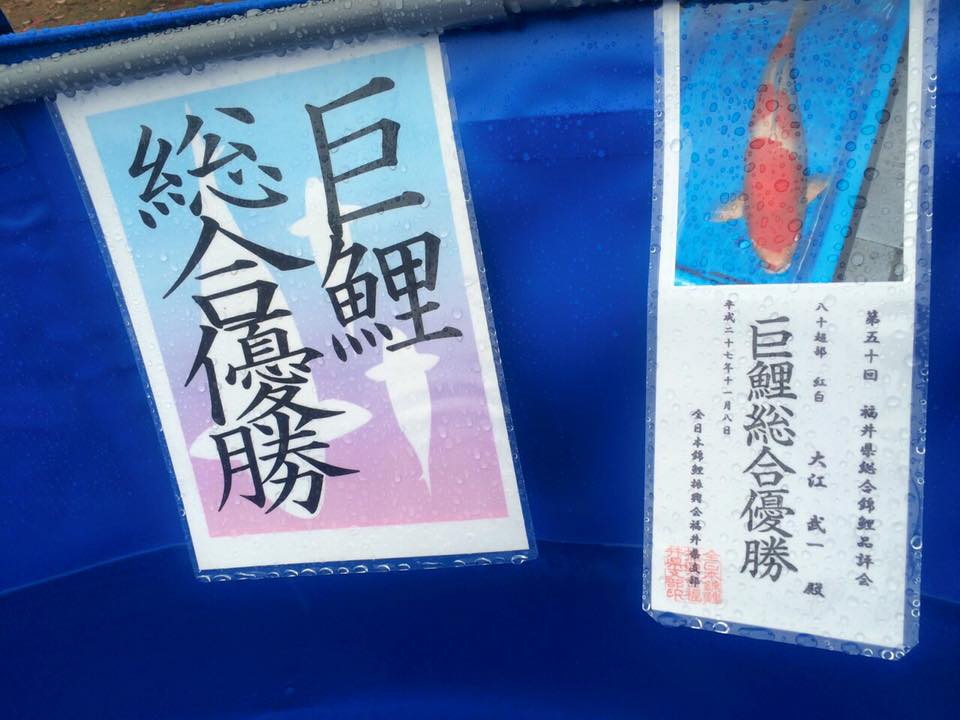 巨鯉
総合優勝
第五十回 福井県総合錦鯉品評会
八十超部 紅白 大江 武一 殿
巨鯉総合優勝
平成二十七年十一月八日
全日本錦鯉振興会福井県支部